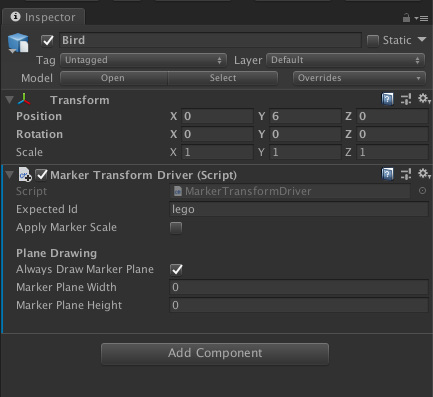 Inspector
Bird Static
Tag Untagged Layer Default
Model Open Select Overrides
Transform
Position X 0 Y 6 Z 0
Rotation X 0 Y 0 Z 0
Scale X 1 Y 1 Z 1
Marker Transform Driver (Script)
Script MarkerTransformDriver
Expected Id lego
Apply Marker Scale
Plane Drawing
Always Draw Marker Plane
Marker Plane Width 0
Marker Plane Height 0
Add Component